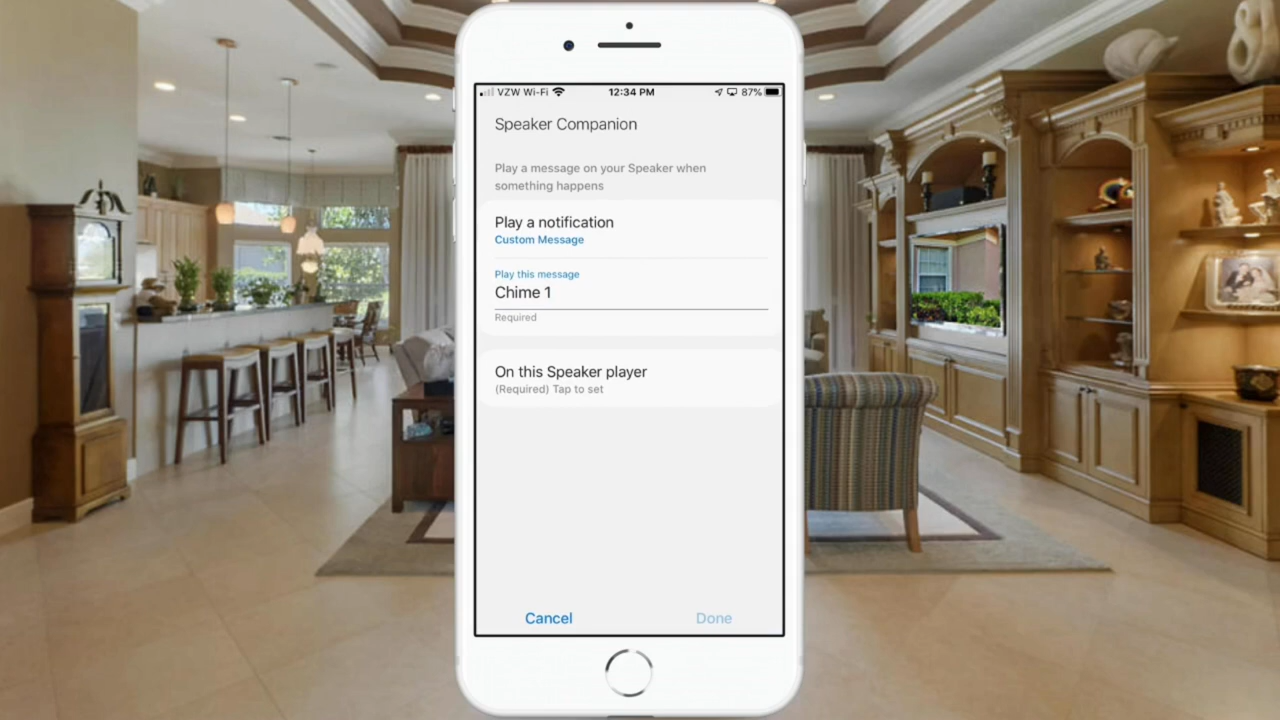 VZW Wi-Fi 12:34 PM 87%
Speaker Companion
Play a message on your Speaker when
something happens
Play a notification
Custom Message
Play this message
Chime 1
Required
On this Speaker player
(Required) Tap to set
Cancel Done